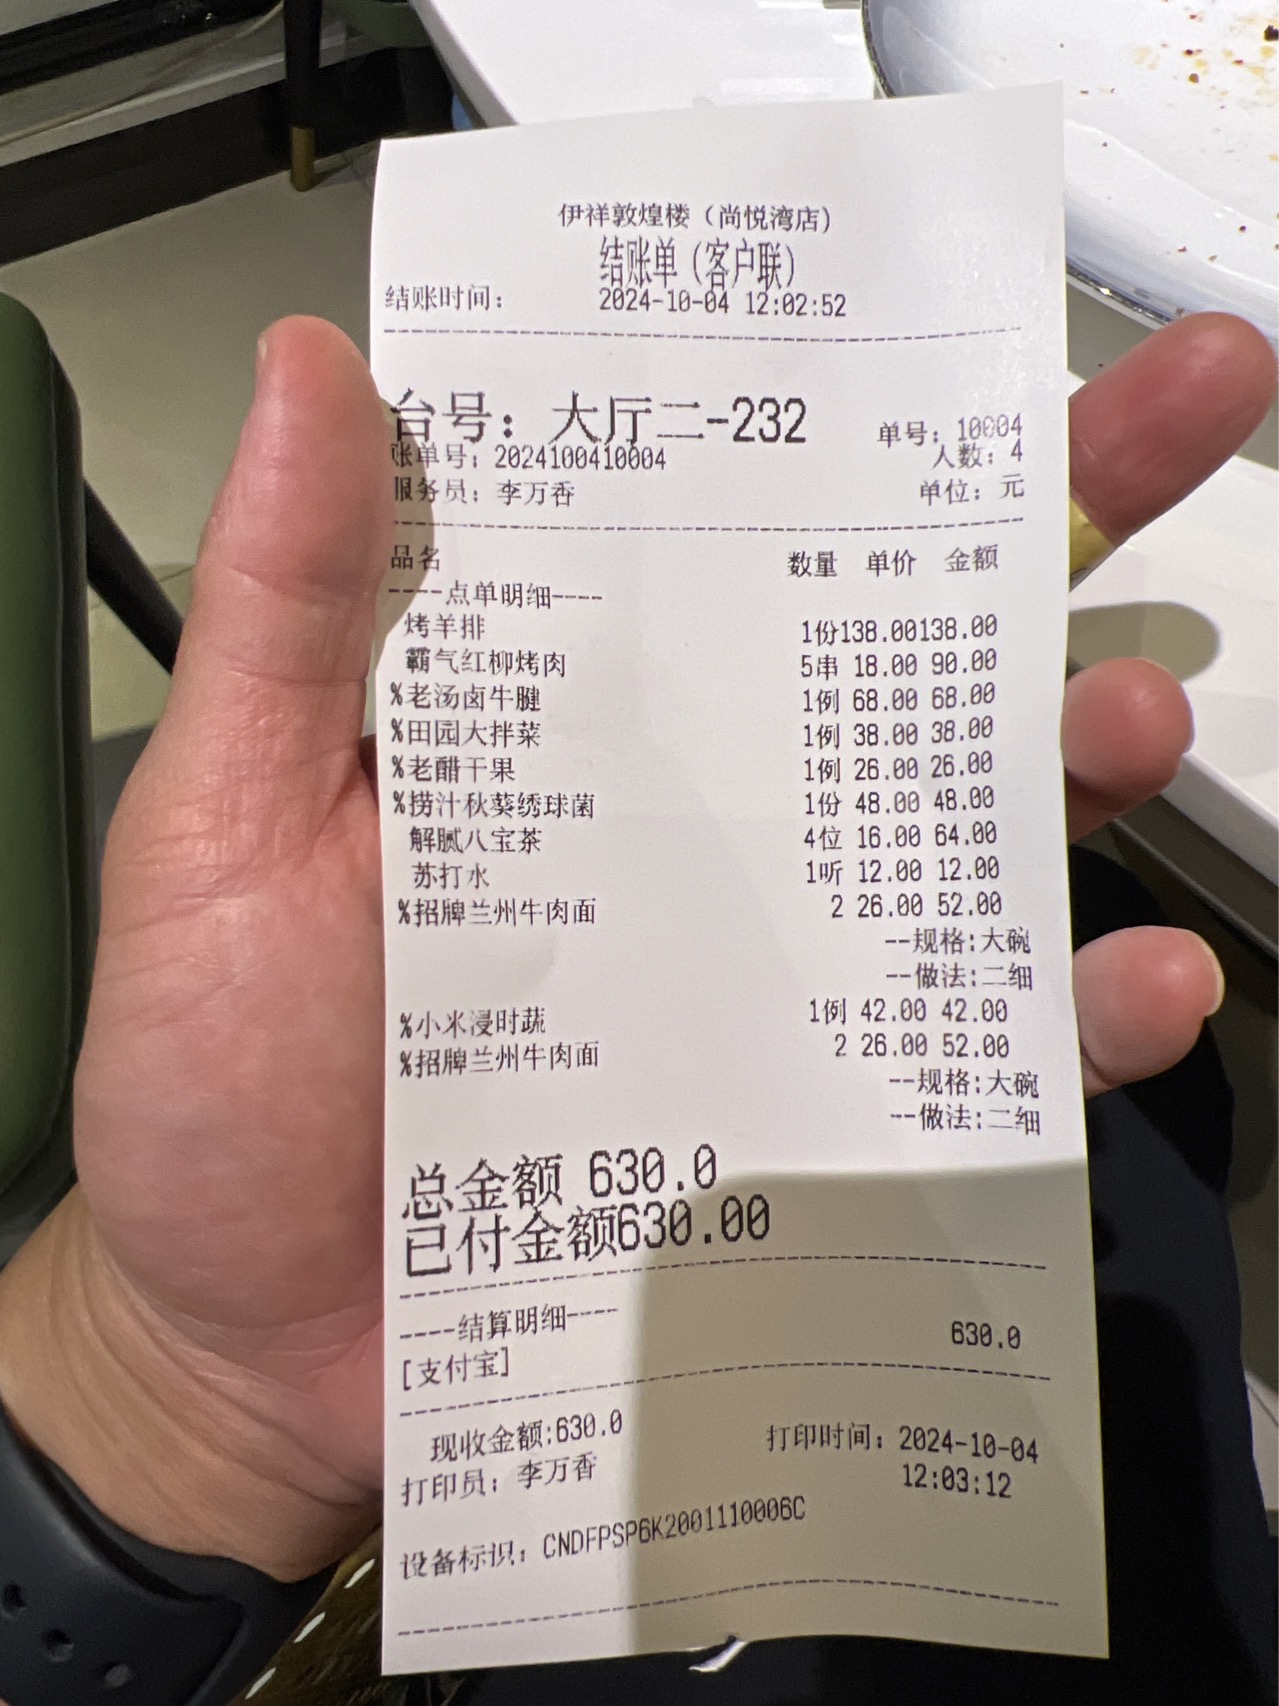 伊祥敦煌楼（尚悦湾店）
结账单（客户联）
结账时间： 2024-10-04 12:02:52
台号：大厅二-232 单号：10004
账单号：2024100410004 人数：4
服务员：李万香 单位：元
品名 数量 单价 金额
----点单明细----
烤羊排 1份138.00138.00
霸气红柳烤肉 5串 18.00 90.00
%老汤卤牛腱 1例 68.00 68.00
%田园大拌菜 1例 38.00 38.00
%老醋干果 1例 26.00 26.00
%捞汁秋葵绣球菌 1份 48.00 48.00
解腻八宝茶 4位 16.00 64.00
苏打水 1听 12.00 12.00
%招牌兰州牛肉面 2 26.00 52.00
--规格:大碗
--做法:二细
%小米浸时蔬 1例 42.00 42.00
%招牌兰州牛肉面 2 26.00 52.00
--规格:大碗
--做法:二细
总金额 630.0
已付金额630.00
----结算明细----
[支付宝] 630.0
现收金额:630.0 打印时间：2024-10-04
打印员：李万香 12:03:12
设备标识：CNDFPSP6K2001110006C